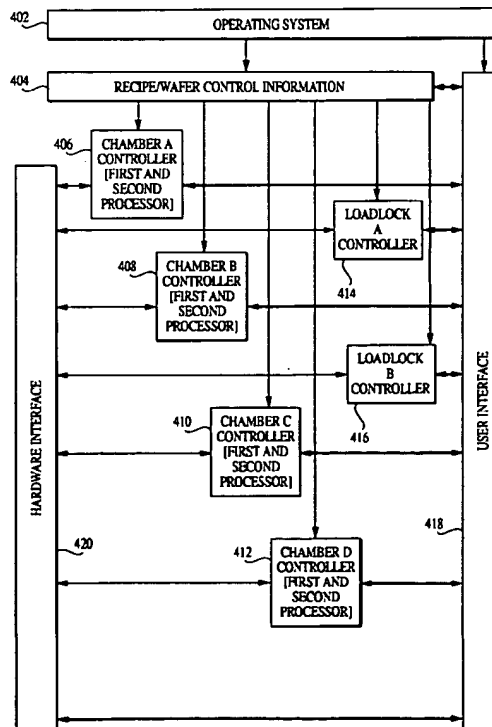 402
OPERATING SYSTEM
404
RECIPE/WAFER CONTROL INFORMATION
406
CHAMBER A
CONTROLLER
[FIRST AND
SECOND
PROCESSOR]
LOADLOCK
A
CONTROLLER
414
408
CHAMBER B
CONTROLLER
[FIRST AND
SECOND
PROCESSOR]
LOADLOCK
B
CONTROLLER
416
410
CHAMBER C
CONTROLLER
[FIRST AND
SECOND
PROCESSOR]
412
CHAMBER D
CONTROLLER
[FIRST AND
SECOND
PROCESSOR]
HARDWARE INTERFACE
420
USER INTERFACE
418